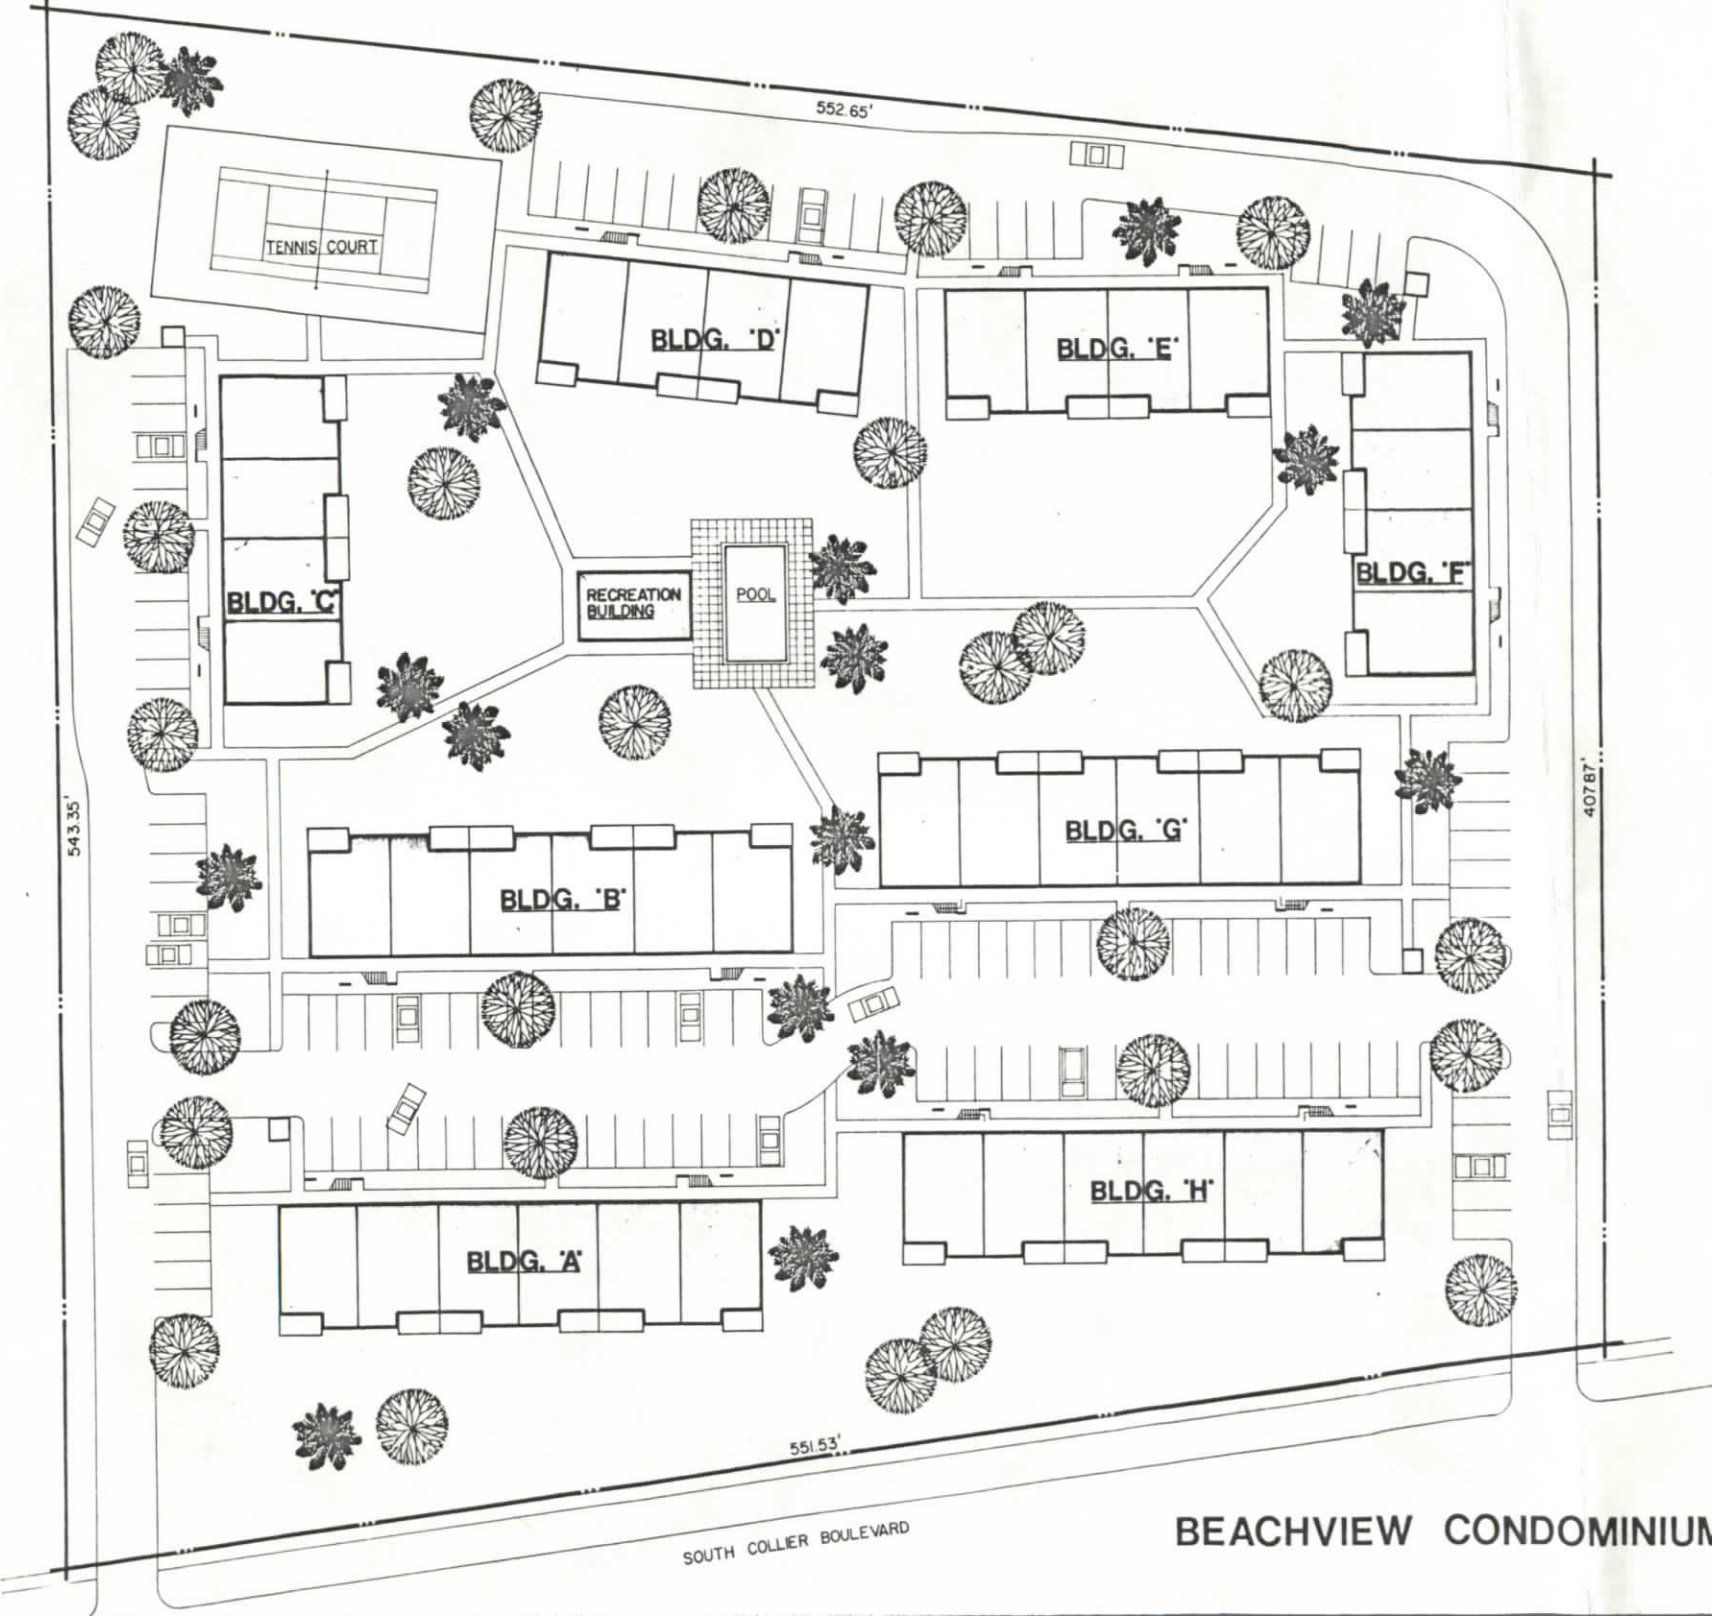 552.65'
TENNIS COURT
BLDG. "D"
BLDG. "E"
BLDG. "F"
BLDG. "C"
RECREATION
BUILDING
POOL
543.35'
407.87'
BLDG. "G"
BLDG. "B"
BLDG. "H"
BLDG. "A"
551.53'
SOUTH COLLIER BOULEVARD
BEACHVIEW CONDOMINIUM